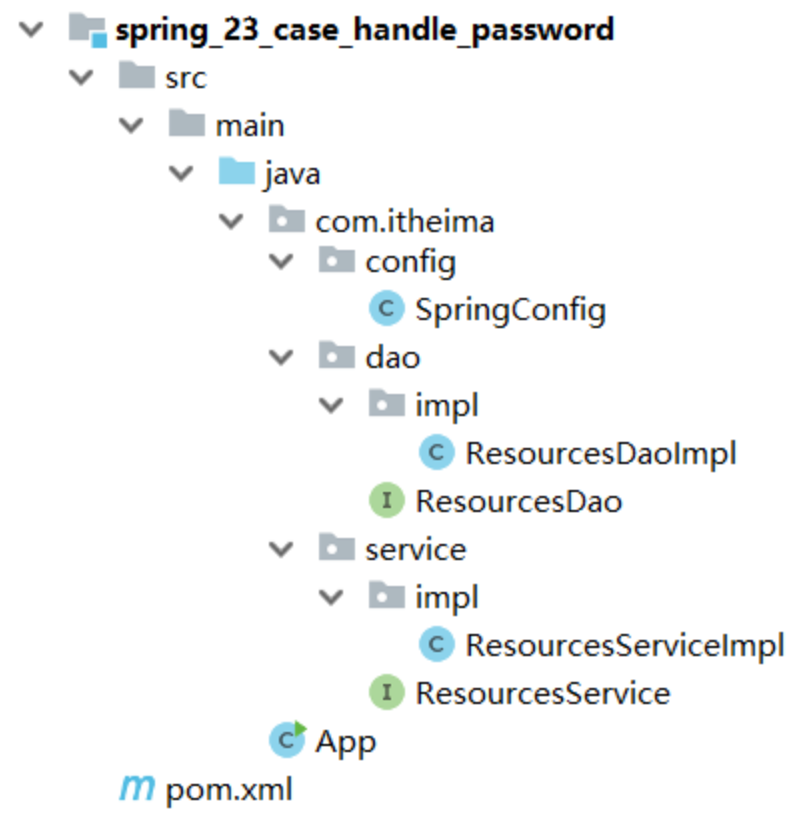 spring_23_case_handle_password
src
main
java
com.itheima
config
C SpringConfig
dao
impl
C ResourcesDaoImpl
I ResourcesDao
service
impl
C ResourcesServiceImpl
I ResourcesService
C App
m pom.xml